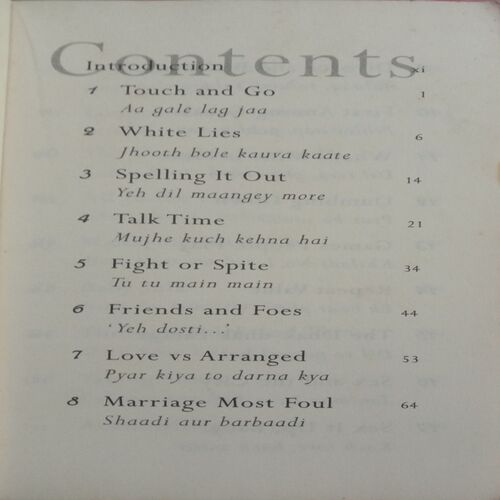 Contents
Introduction xi
1 Touch and Go 1
Aa gale lag jaa
2 White Lies 6
Jhooth bole kauva kaate
3 Spelling It Out 14
Yeh dil maangey more
4 Talk Time 21
Mujhe kuch kehna hai
5 Fight or Spite 34
Tu tu main main
6 Friends and Foes 44
'Yeh dosti...'
7 Love vs Arranged 53
Pyar kiya to darna kya
8 Marriage Most Foul 64
Shaadi aur barbaadi